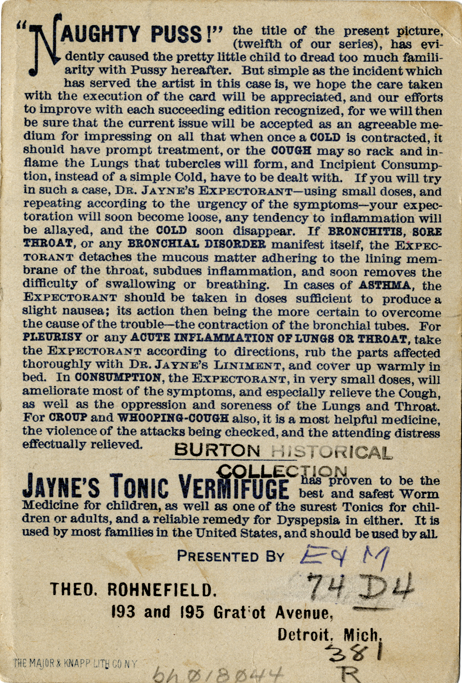 "NAUGHTY PUSS!" the title of the present picture,
(twelfth of our series), has evi-
dently caused the pretty little child to dread too much famili-
arity with Pussy hereafter. But simple as the incident which
has served the artist in this case is, we hope the care taken
with the execution of the card will be appreciated, and our efforts
to improve with each succeeding edition recognized, for we will then
be sure that the current issue will be accepted as an agreeable me-
dium for impressing on all that when once a COLD is contracted, it
should have prompt treatment, or the COUGH may so rack and in-
flame the Lungs that tubercles will form, and Incipient Consump-
tion, instead of a simple Cold, have to be dealt with. If you will try
in such a case, DR. JAYNE'S EXPECTORANT—using small doses, and
repeating according to the urgency of the symptoms—your expec-
toration will soon become loose, any tendency to inflammation will
be allayed, and the COLD soon disappear. If BRONCHITIS, SORE
THROAT, or any BRONCHIAL DISORDER manifest itself, the EXPEC-
TORANT detaches the mucous matter adhering to the lining mem-
brane of the throat, subdues inflammation, and soon removes the
difficulty of swallowing or breathing. In cases of ASTHMA, the
EXPECTORANT should be taken in doses sufficient to produce a
slight nausea; its action then being the more certain to overcome
the cause of the trouble—the contraction of the bronchial tubes. For
PLEURISY or any ACUTE INFLAMMATION OF LUNGS OR THROAT, take
the EXPECTORANT according to directions, rub the parts affected
thoroughly with DR. JAYNE'S LINIMENT, and cover up warmly in
bed. In CONSUMPTION, the EXPECTORANT, in very small doses, will
ameliorate most of the symptoms, and especially relieve the Cough,
as well as the oppression and soreness of the Lungs and Throat.
For CROUP and WHOOPING-COUGH also, it is a most helpful medicine,
the violence of the attacks being checked, and the attending distress
effectually relieved.
BURTON HISTORICAL
COLLECTION
JAYNE'S TONIC VERMIFUGE has proven to be the
best and safest Worm
Medicine for children, as well as one of the surest Tonics for chil-
dren or adults, and a reliable remedy for Dyspepsia in either. It is
used by most families in the United States, and should be used by all.
PRESENTED BY E&M
74 D4
THEO. ROHNEFIELD.
193 and 195 Gratiot Avenue,
Detroit, Mich.
381
R
THE MAJOR & KNAPP LITH CO N.Y.
bh018044